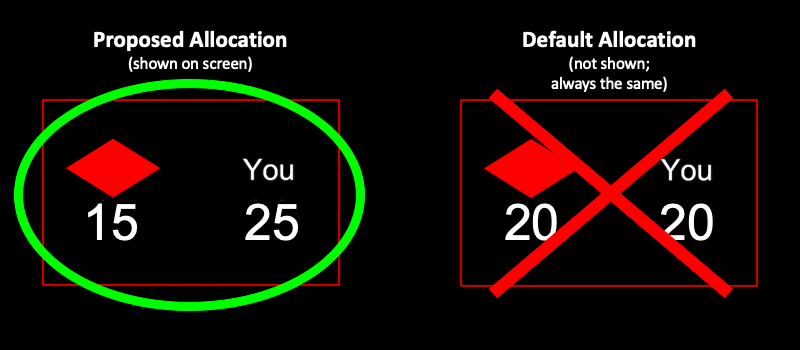 Proposed Allocation
(shown on screen)
You
15 25
Default Allocation
(not shown;
always the same)
You
20 20